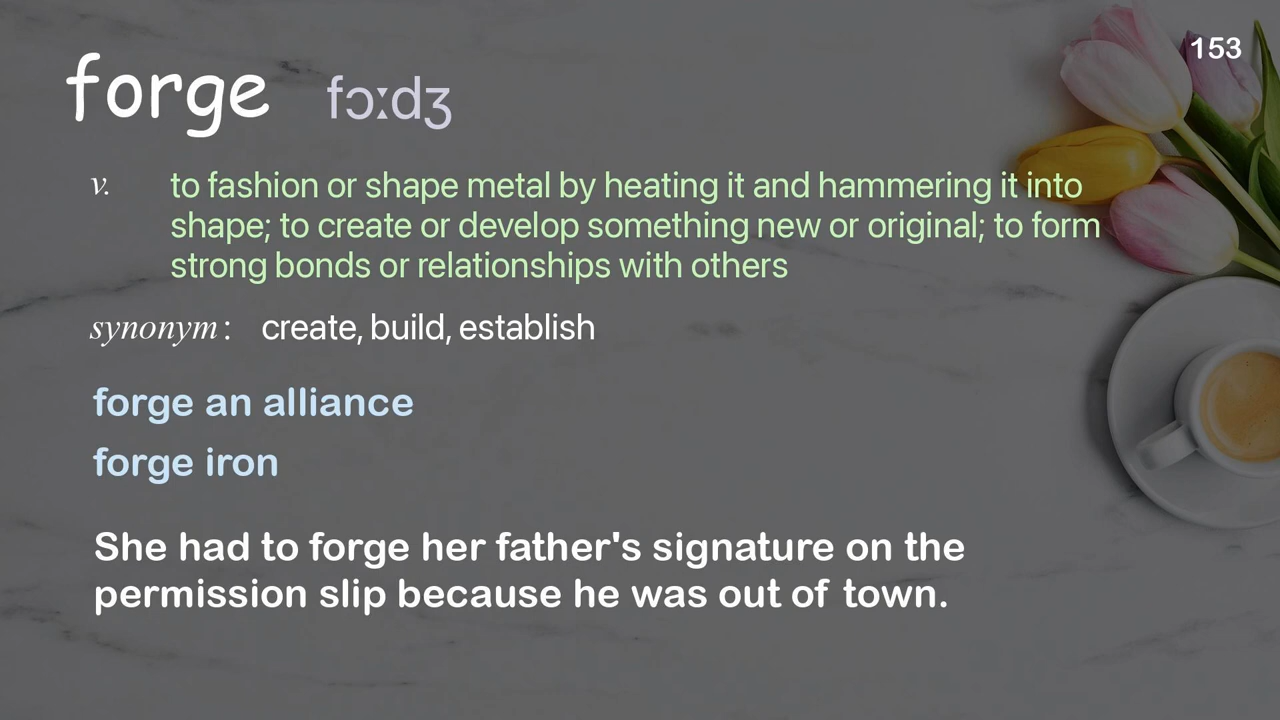 153
forge fɔːdʒ
v. to fashion or shape metal by heating it and hammering it into
shape; to create or develop something new or original; to form
strong bonds or relationships with others
synonym: create, build, establish
forge an alliance
forge iron
She had to forge her father's signature on the
permission slip because he was out of town.